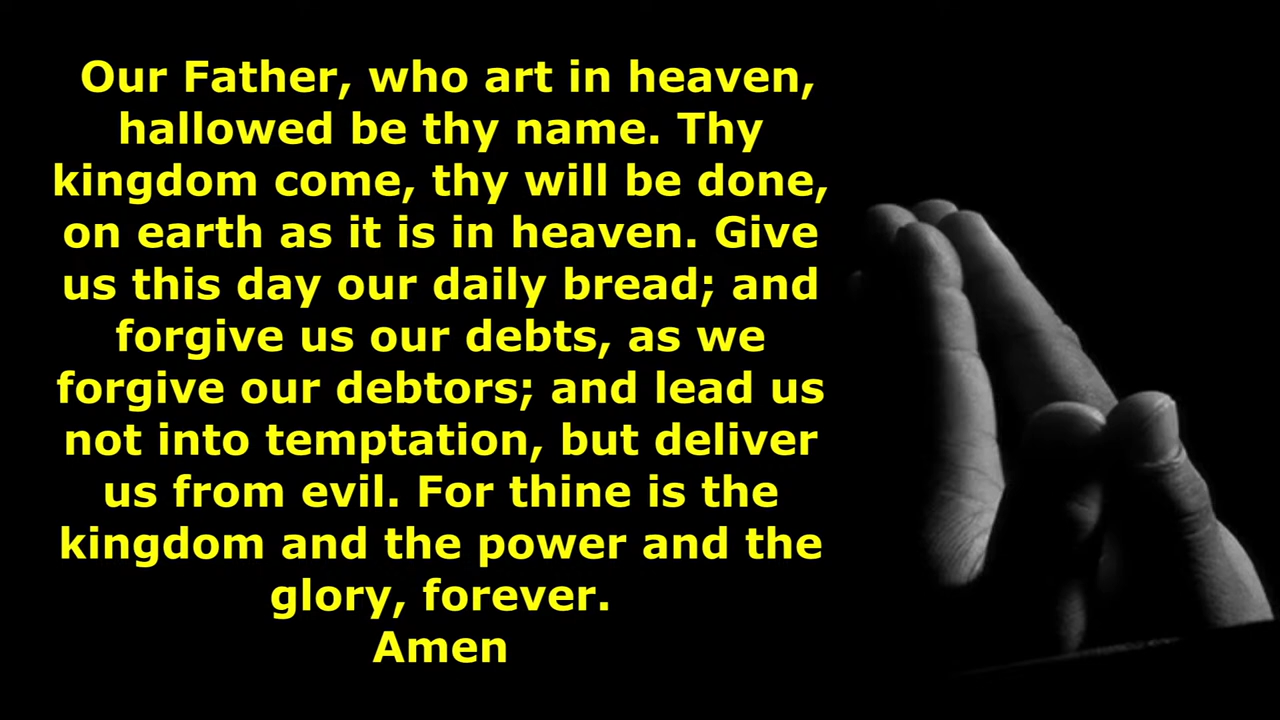 Our Father, who art in heaven,
hallowed be thy name. Thy
kingdom come, thy will be done,
on earth as it is in heaven. Give
us this day our daily bread; and
forgive us our debts, as we
forgive our debtors; and lead us
not into temptation, but deliver
us from evil. For thine is the
kingdom and the power and the
glory, forever.
Amen